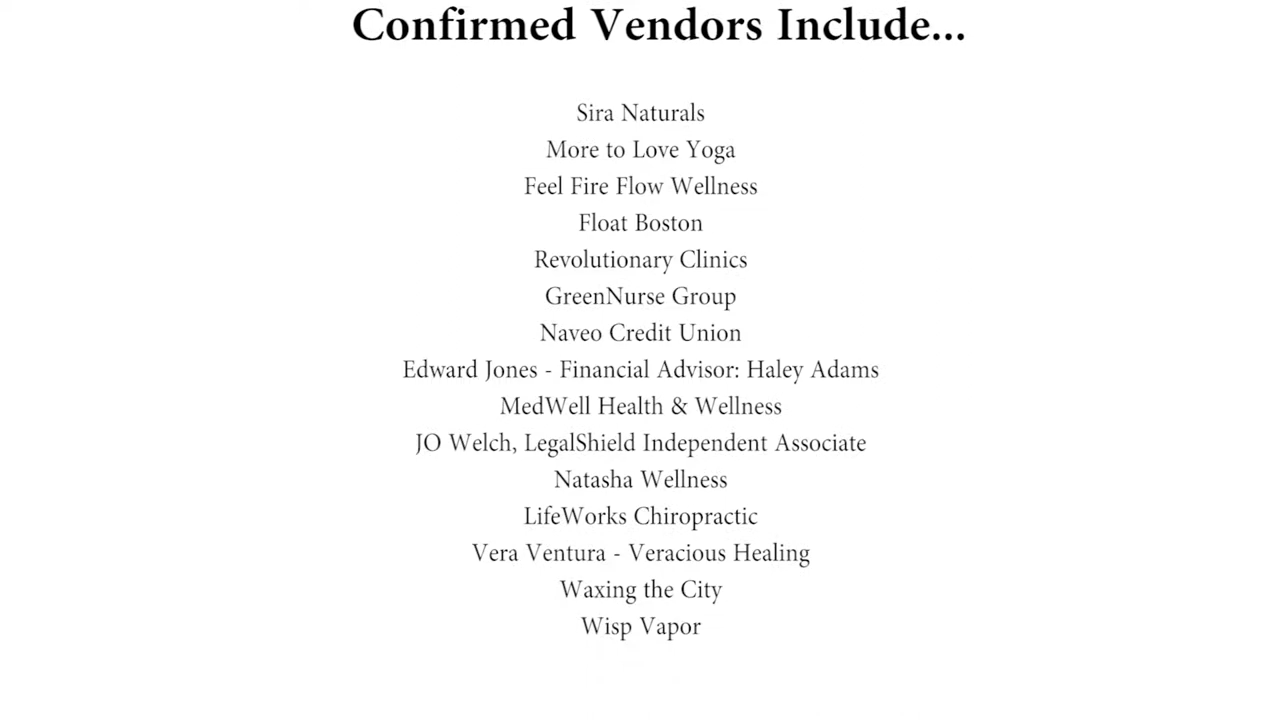 Confirmed Vendors Include...
Sira Naturals
More to Love Yoga
Feel Fire Flow Wellness
Float Boston
Revolutionary Clinics
GreenNurse Group
Naveo Credit Union
Edward Jones - Financial Advisor: Haley Adams
MedWell Health & Wellness
JO Welch, LegalShield Independent Associate
Natasha Wellness
LifeWorks Chiropractic
Vera Ventura - Veracious Healing
Waxing the City
Wisp Vapor